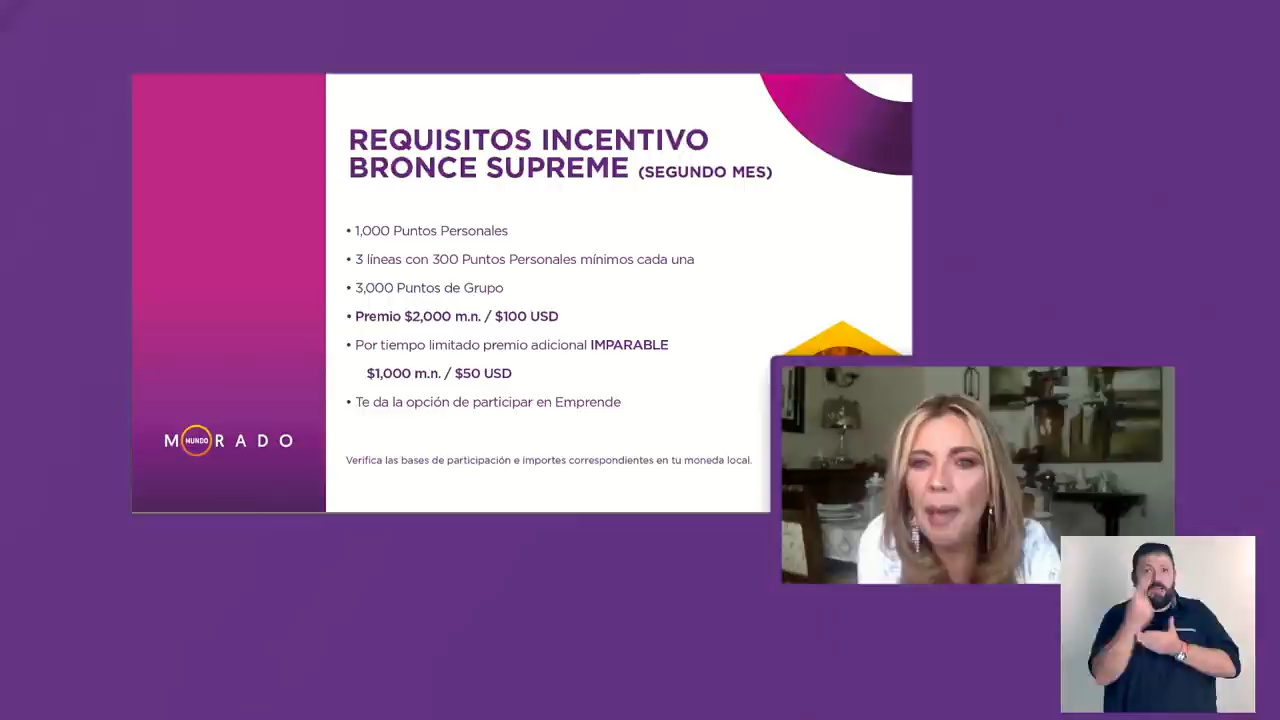 REQUISITOS INCENTIVO
BRONCE SUPREME (SEGUNDO MES)
• 1,000 Puntos Personales
• 3 líneas con 300 Puntos Personales mínimos cada una
• 3,000 Puntos de Grupo
• Premio $2,000 m.n. / $100 USD
• Por tiempo limitado premio adicional IMPARABLE
$1,000 m.n. / $50 USD
• Te da la opción de participar en Emprende
Verifica las bases de participación e importes correspondientes en tu moneda local.
M MUNDO RADO